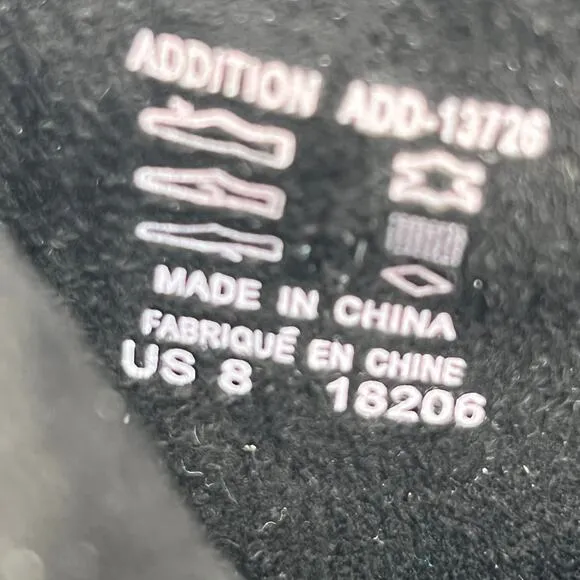 ADDITION ADD-13726
MADE IN CHINA
FABRIQUÉ EN CHINE
US 8 18206